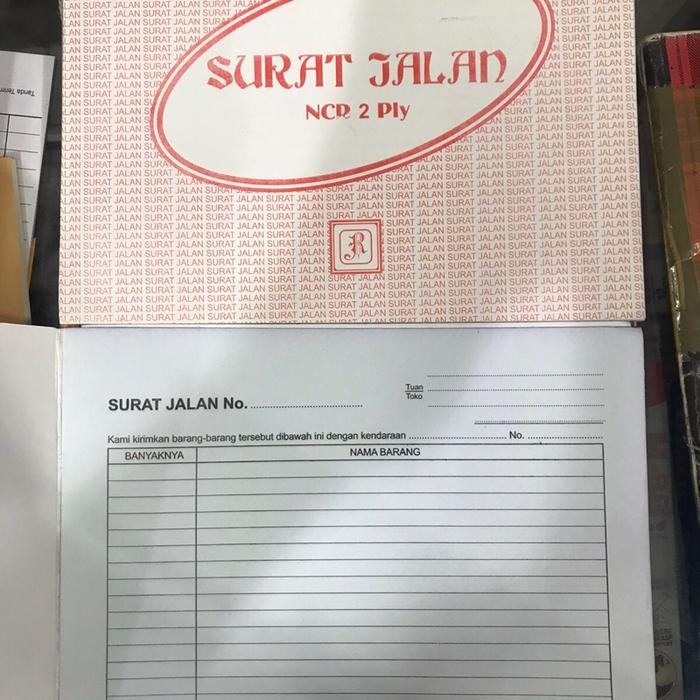 SURAT JALAN
NCR 2 Ply
R
SURAT JALAN No. ........................................
Tuan
Toko
Kami kirimkan barang-barang tersebut dibawah ini dengan kendaraan .................................. No. ..........................
BANYAKNYA NAMA BARANG